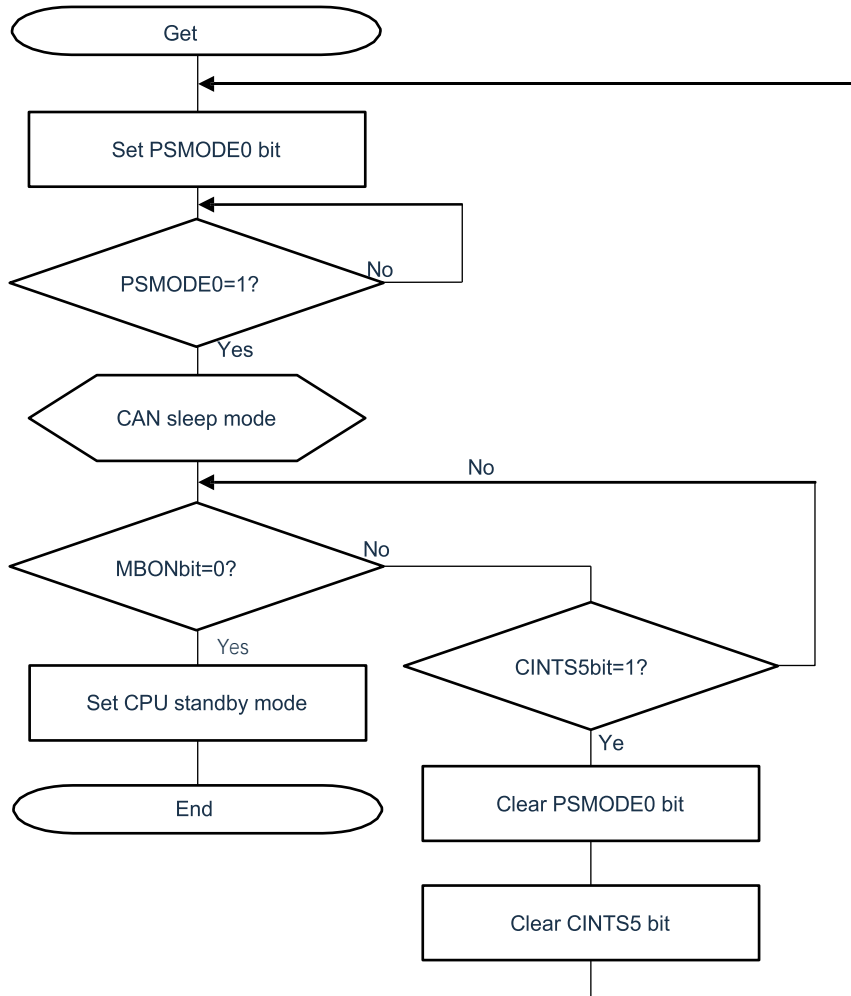 Get
Set PSMODE0 bit
PSMODE0=1?
No
Yes
CAN sleep mode
No
MBONbit=0?
No
Yes
CINTS5bit=1?
Set CPU standby mode
Ye
Clear PSMODE0 bit
End
Clear CINTS5 bit